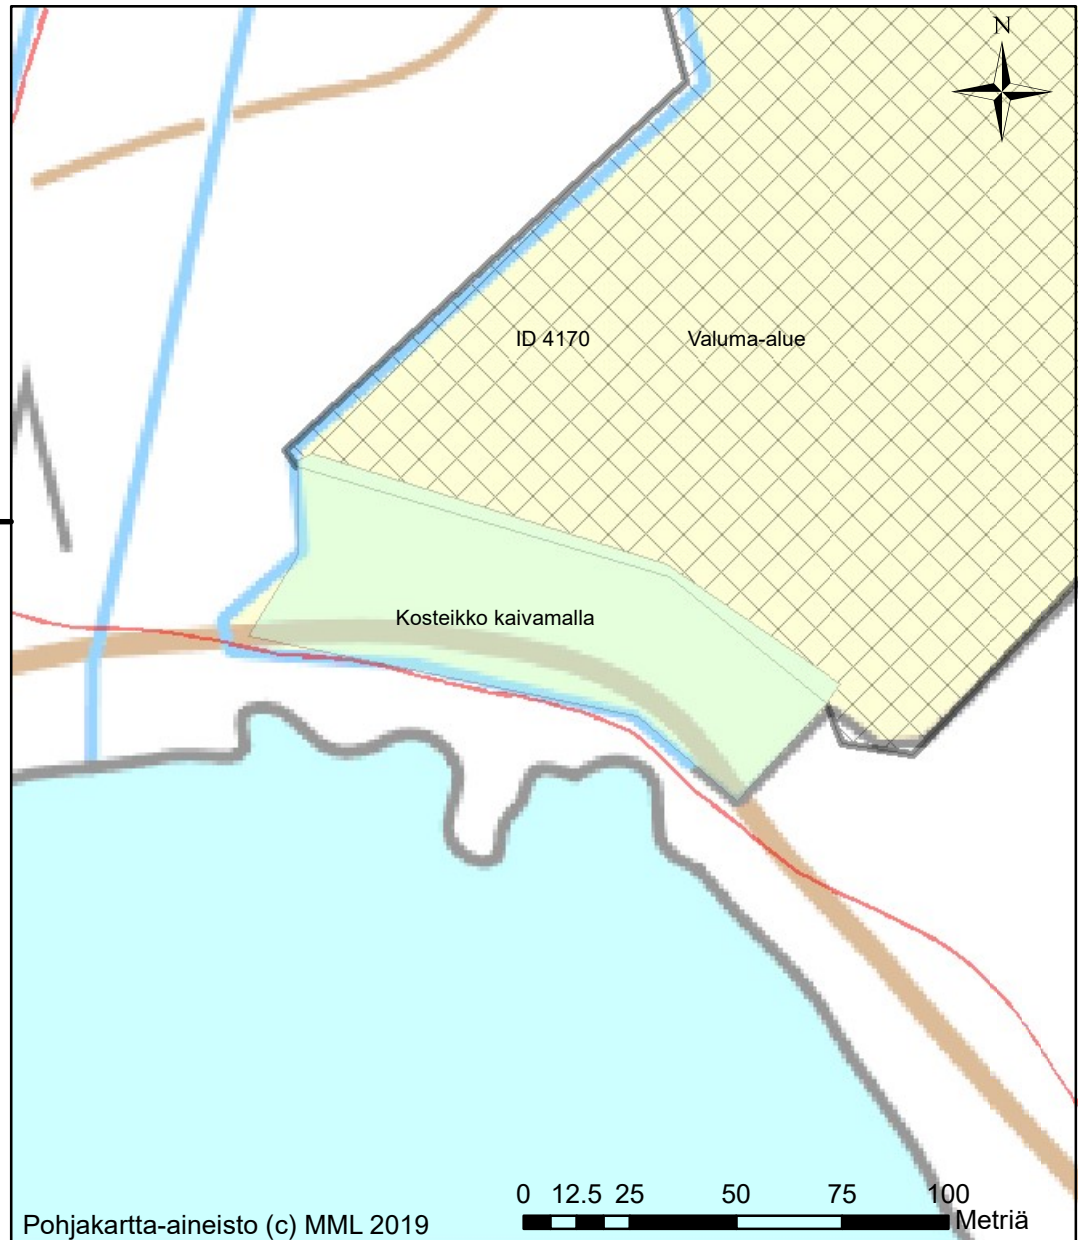 N
ID 4170 Valuma-alue
Kosteikko kaivamalla
0 12.5 25 50 75 100
Metriä
Pohjakartta-aineisto (c) MML 2019